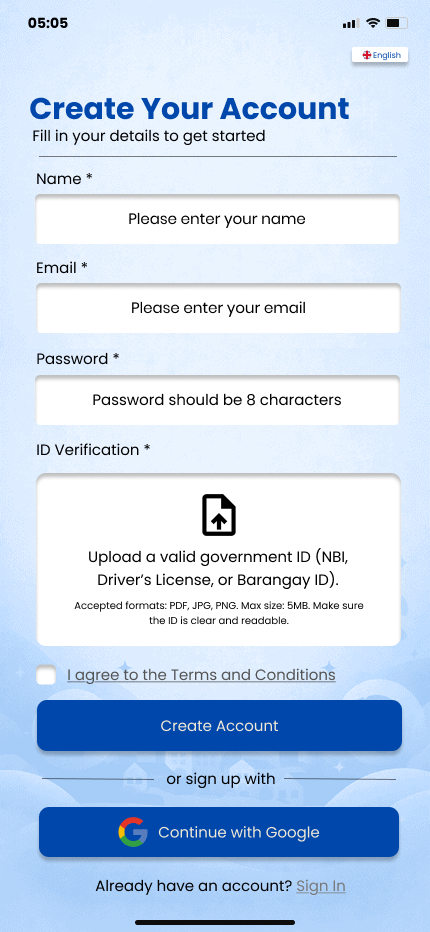 05:05
English
Create Your Account
Fill in your details to get started
Name *
Please enter your name
Email *
Please enter your email
Password *
Password should be 8 characters
ID Verification *
Upload a valid government ID (NBI,
Driver’s License, or Barangay ID).
Accepted formats: PDF, JPG, PNG. Max size: 5MB. Make sure
the ID is clear and readable.
I agree to the Terms and Conditions
Create Account
or sign up with
Continue with Google
Already have an account? Sign In